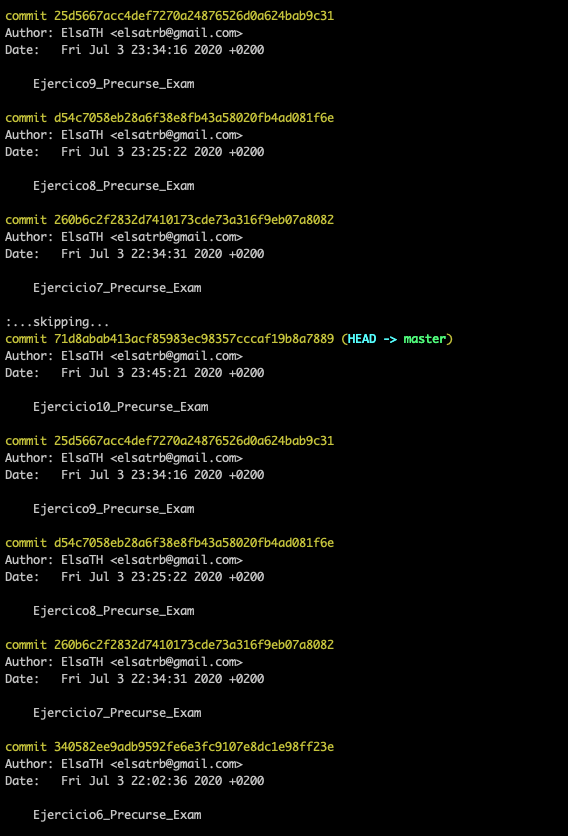 commit 25d5667acc4def7270a24876526d0a624bab9c31
Author: ElsaTH <elsatrb@gmail.com>
Date:   Fri Jul 3 23:34:16 2020 +0200
Ejercico9_Precurse_Exam
commit d54c7058eb28a6f38e8fb43a58020fb4ad081f6e
Author: ElsaTH <elsatrb@gmail.com>
Date:   Fri Jul 3 23:25:22 2020 +0200
Ejercico8_Precurse_Exam
commit 260b6c2f2832d7410173cde73a316f9eb07a8082
Author: ElsaTH <elsatrb@gmail.com>
Date:   Fri Jul 3 22:34:31 2020 +0200
Ejercicio7_Precurse_Exam
:...skipping...
commit 71d8abab413acf85983ec98357cccaf19b8a7889 (HEAD -> master)
Author: ElsaTH <elsatrb@gmail.com>
Date:   Fri Jul 3 23:45:21 2020 +0200
Ejercicio10_Precurse_Exam
commit 25d5667acc4def7270a24876526d0a624bab9c31
Author: ElsaTH <elsatrb@gmail.com>
Date:   Fri Jul 3 23:34:16 2020 +0200
Ejercico9_Precurse_Exam
commit d54c7058eb28a6f38e8fb43a58020fb4ad081f6e
Author: ElsaTH <elsatrb@gmail.com>
Date:   Fri Jul 3 23:25:22 2020 +0200
Ejercico8_Precurse_Exam
commit 260b6c2f2832d7410173cde73a316f9eb07a8082
Author: ElsaTH <elsatrb@gmail.com>
Date:   Fri Jul 3 22:34:31 2020 +0200
Ejercicio7_Precurse_Exam
commit 340582ee9adb9592fe6e3fc9107e8dc1e98ff23e
Author: ElsaTH <elsatrb@gmail.com>
Date:   Fri Jul 3 22:02:36 2020 +0200
Ejercicio6_Precurse_Exam